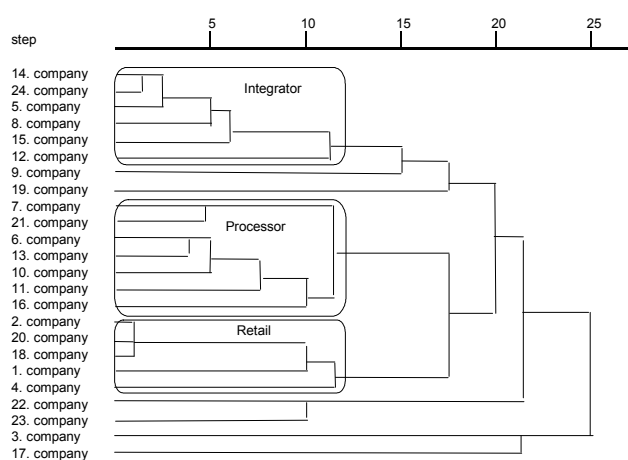 5 10 15 20 25
step
14. company
24. company
Integrator
5. company
8. company
15. company
12. company
9. company
19. company
7. company
21. company
Processor
6. company
13. company
10. company
11. company
16. company
2. company
Retail
20. company
18. company
1. company
4. company
22. company
23. company
3. company
17. company